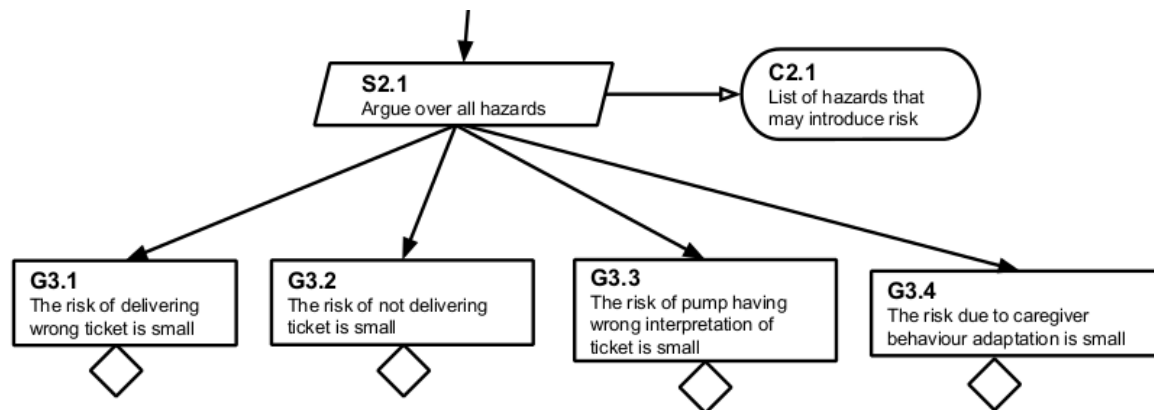 S2.1
Argue over all hazards
C2.1
List of hazards that
may introduce risk
G3.1
The risk of delivering
wrong ticket is small
G3.2
The risk of not delivering
ticket is small
G3.3
The risk of pump having
wrong interpretation of
ticket is small
G3.4
The risk due to caregiver
behaviour adaptation is small